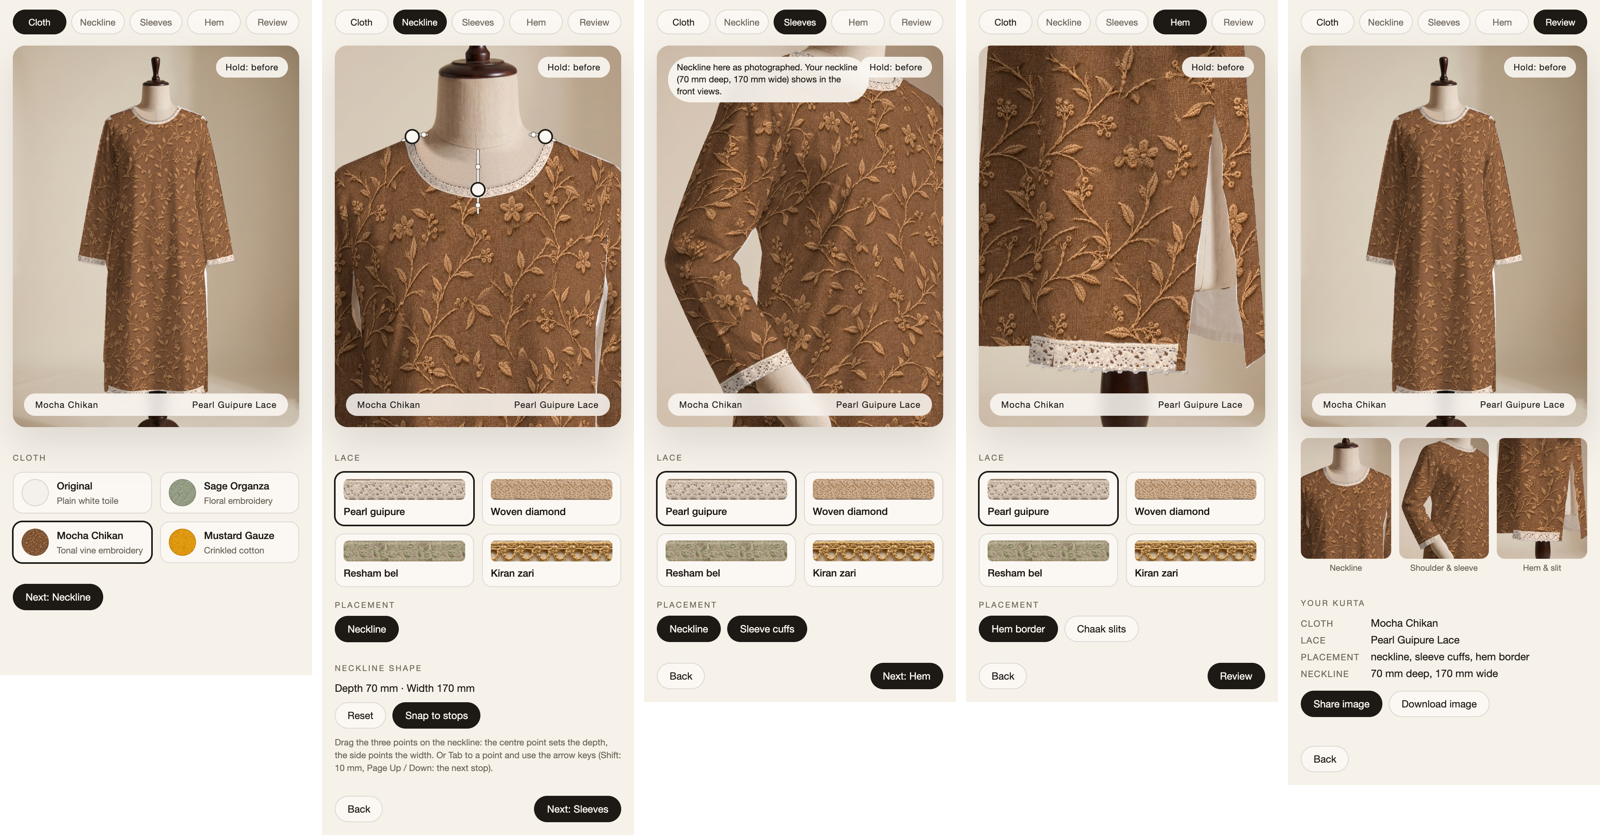 Cloth
Neckline
Sleeves
Hem
Review
Hold: before
Mocha Chikan
Pearl Guipure Lace
CLOTH
Original
Plain white toile
Sage Organza
Floral embroidery
Mocha Chikan
Tonal vine embroidery
Mustard Gauze
Crinkled cotton
Next: Neckline
Cloth
Neckline
Sleeves
Hem
Review
Hold: before
Mocha Chikan
Pearl Guipure Lace
LACE
Pearl guipure
Woven diamond
Resham bel
Kiran zari
PLACEMENT
Neckline
NECKLINE SHAPE
Depth 70 mm · Width 170 mm
Reset
Snap to stops
Drag the three points on the neckline: the centre point sets the depth,
the side points the width. Or Tab to a point and use the arrow keys (Shift:
10 mm, Page Up / Down: the next stop).
Back
Next: Sleeves
Cloth
Neckline
Sleeves
Hem
Review
Neckline here as photographed. Your neckline
(70 mm deep, 170 mm wide) shows in the
front views.
Hold: before
Mocha Chikan
Pearl Guipure Lace
LACE
Pearl guipure
Woven diamond
Resham bel
Kiran zari
PLACEMENT
Neckline
Sleeve cuffs
Back
Next: Hem
Cloth
Neckline
Sleeves
Hem
Review
Hold: before
Mocha Chikan
Pearl Guipure Lace
LACE
Pearl guipure
Woven diamond
Resham bel
Kiran zari
PLACEMENT
Hem border
Chaak slits
Back
Review
Cloth
Neckline
Sleeves
Hem
Review
Hold: before
Mocha Chikan
Pearl Guipure Lace
Neckline
Shoulder & sleeve
Hem & slit
YOUR KURTA
CLOTH Mocha Chikan
LACE Pearl Guipure Lace
PLACEMENT neckline, sleeve cuffs, hem border
NECKLINE 70 mm deep, 170 mm wide
Share image
Download image
Back